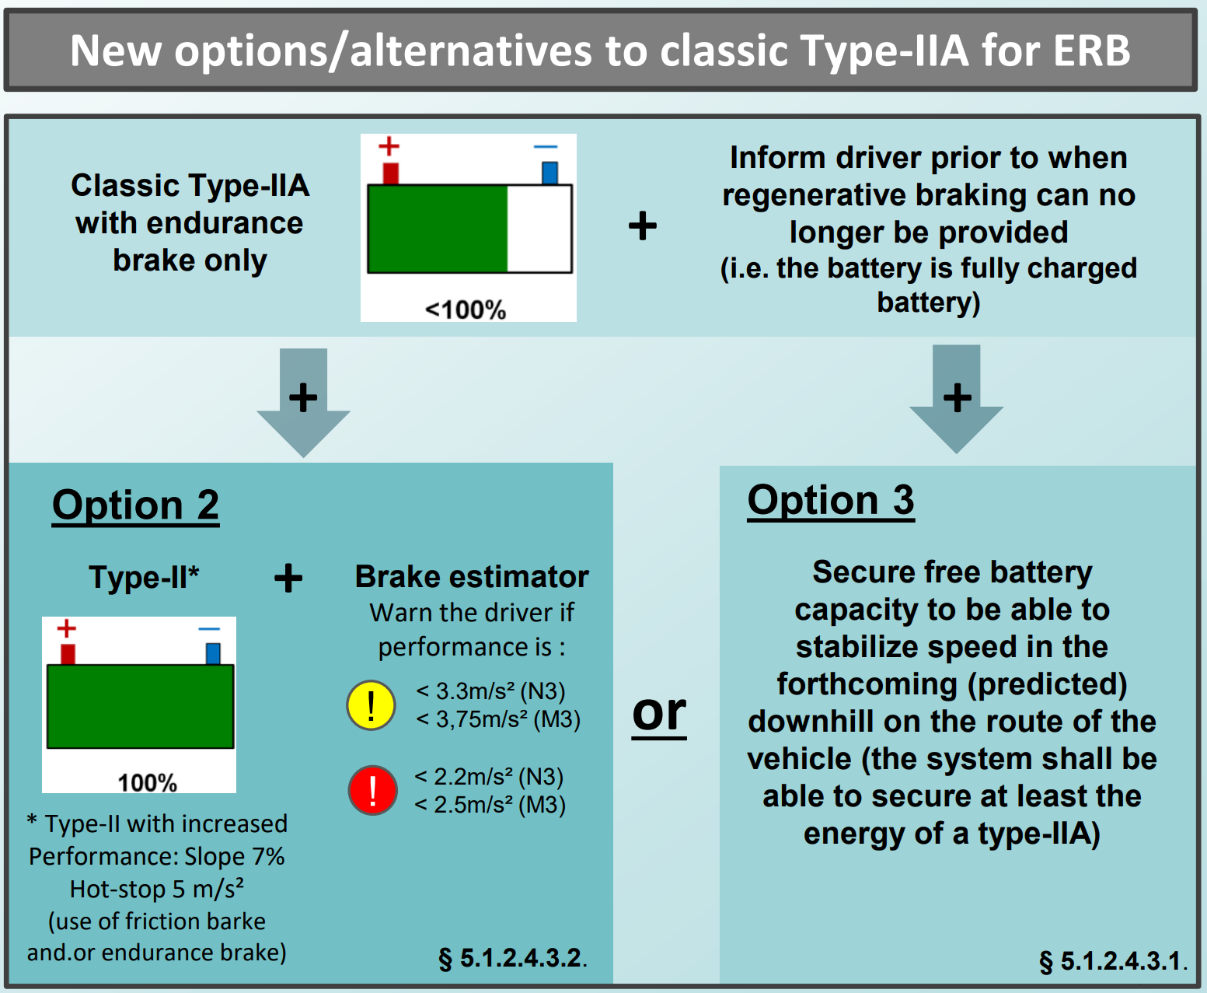 New options/alternatives to classic Type-IIA for ERB
Classic Type-IIA
with endurance
brake only
+ −
<100%
+
Inform driver prior to when
regenerative braking can no
longer be provided
(i.e. the battery is fully charged
battery)
+
+
Option 2
Type-II*
+
+ −
100%
* Type-II with increased
Performance: Slope 7%
Hot-stop 5 m/s²
(use of friction barke
and.or endurance brake)
Brake estimator
Warn the driver if
performance is :
!
< 3.3m/s² (N3)
< 3,75m/s² (M3)
!
< 2.2m/s² (N3)
< 2.5m/s² (M3)
§ 5.1.2.4.3.2.
or
Option 3
Secure free battery
capacity to be able to
stabilize speed in the
forthcoming (predicted)
downhill on the route of the
vehicle (the system shall be
able to secure at least the
energy of a type-IIA)
§ 5.1.2.4.3.1.